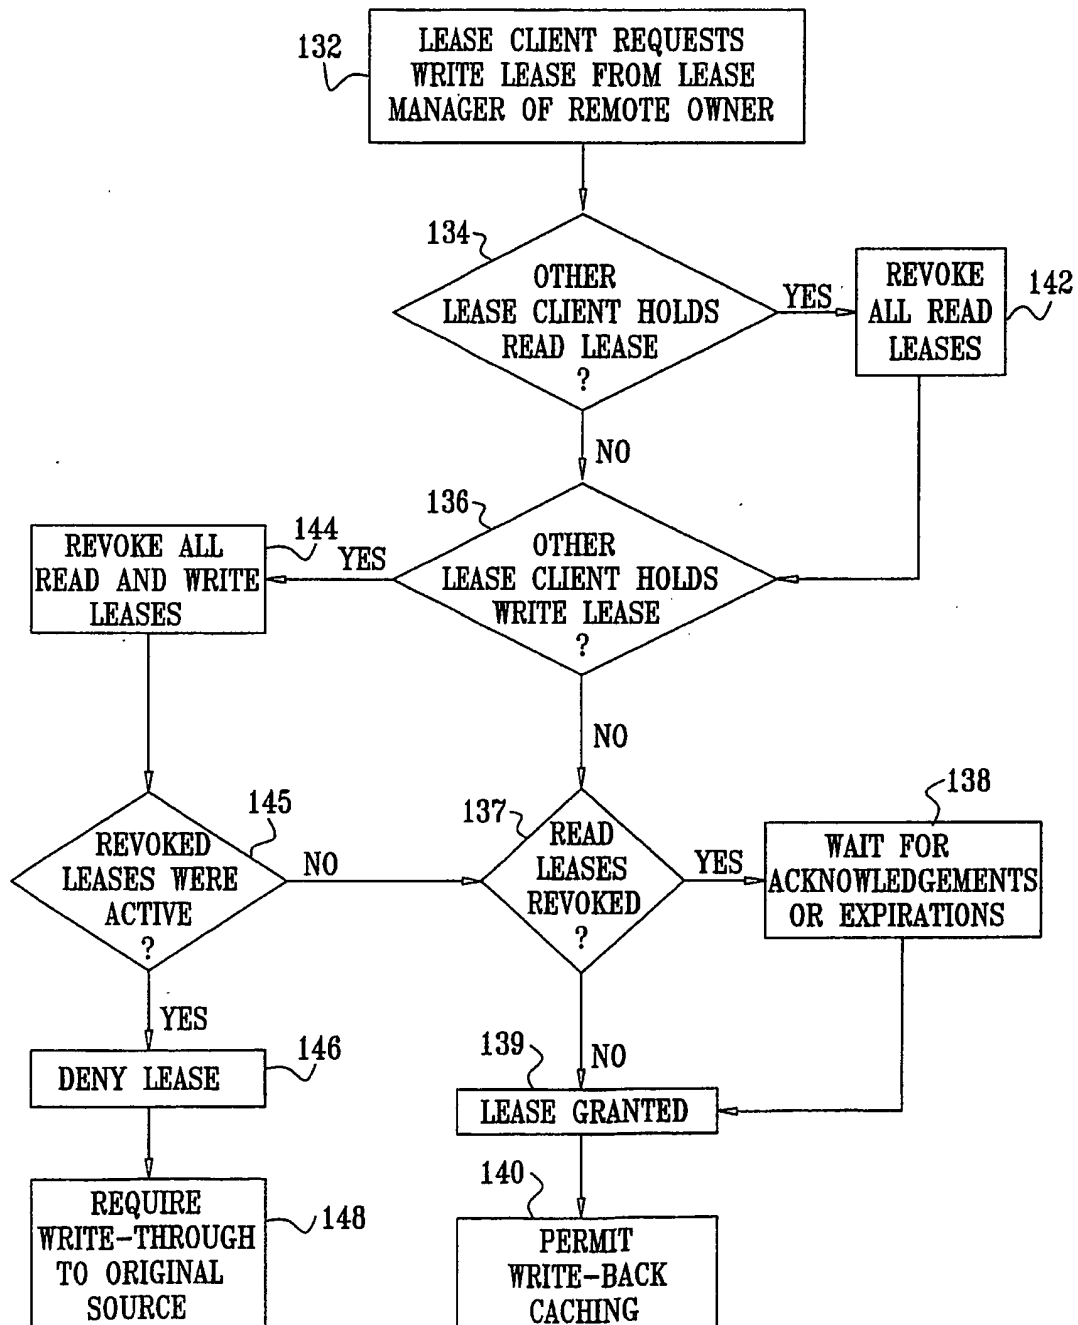 132
LEASE CLIENT REQUESTS
WRITE LEASE FROM LEASE
MANAGER OF REMOTE OWNER
134
OTHER
LEASE CLIENT HOLDS
READ LEASE
?
YES
REVOKE
ALL READ
LEASES
142
NO
136
OTHER
LEASE CLIENT HOLDS
WRITE LEASE
?
YES
144
REVOKE ALL
READ AND WRITE
LEASES
NO
145
REVOKED
LEASES WERE
ACTIVE
?
NO
137
READ
LEASES
REVOKED
?
YES
138
WAIT FOR
ACKNOWLEDGEMENTS
OR EXPIRATIONS
YES
146
DENY LEASE
NO
139
LEASE GRANTED
148
REQUIRE
WRITE-THROUGH
TO ORIGINAL
SOURCE
140
PERMIT
WRITE-BACK
CACHING